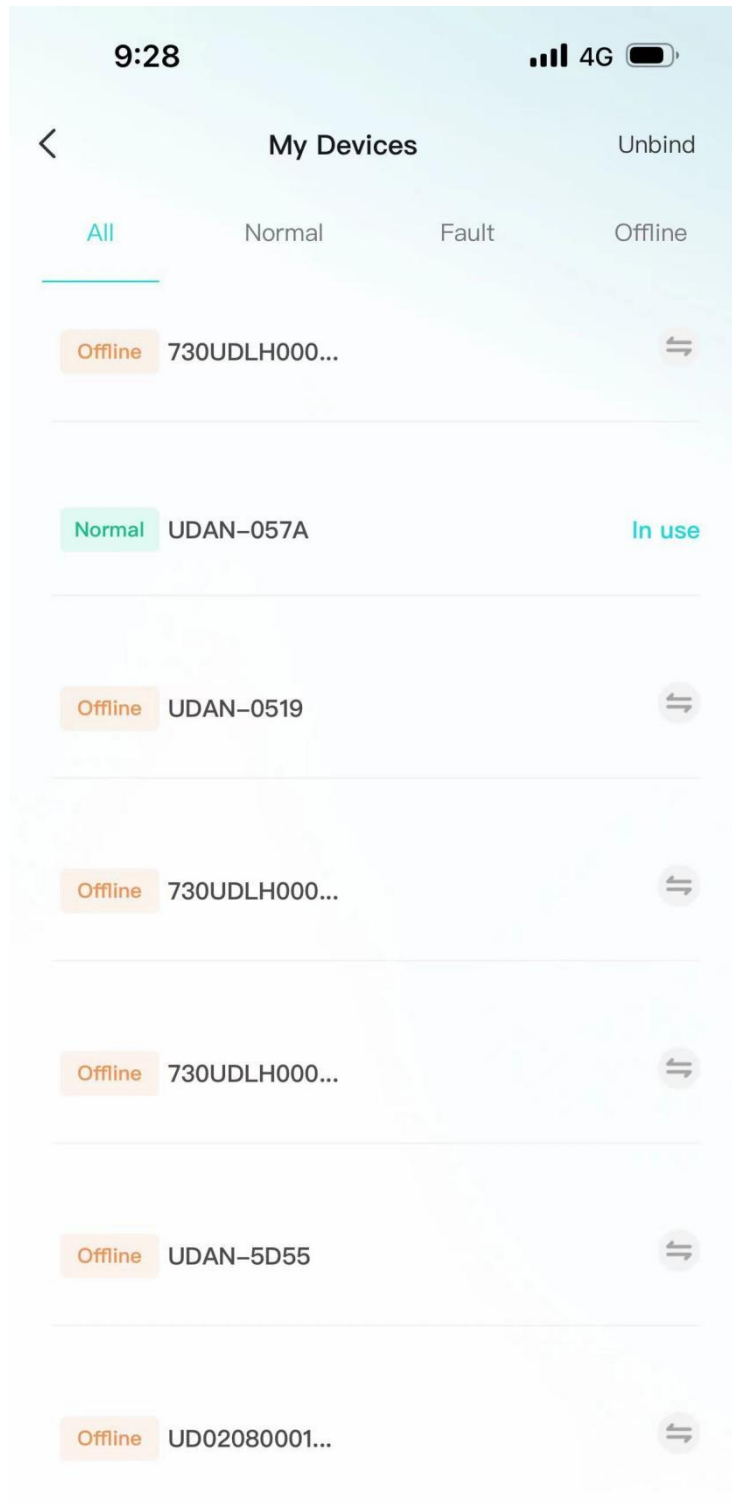 9:28 4G
My Devices Unbind
All Normal Fault Offline
Offline 730UDLH000...
Normal UDAN-057A In use
Offline UDAN-0519
Offline 730UDLH000...
Offline 730UDLH000...
Offline UDAN-5D55
Offline UD02080001...